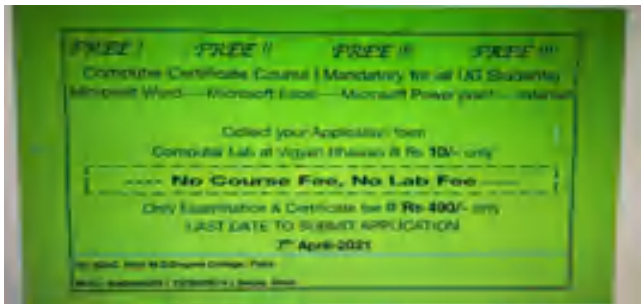 FREE ! FREE !! FREE !!! FREE !!!!
Computer Certificate Course ( Mandatory for all UG Students)
Microsoft Word---- Microsoft Excel---- Microsoft Power point---- Internet
Collect your Application form
Computer Lab at Vigyan Bhawan @ Rs 10/- only
---- No Course Fee, No Lab Fee ----
Only Examination & Certificate fee @ Rs 400/- only
LAST DATE TO SUBMIT APPLICATION
7th April-2021
College,